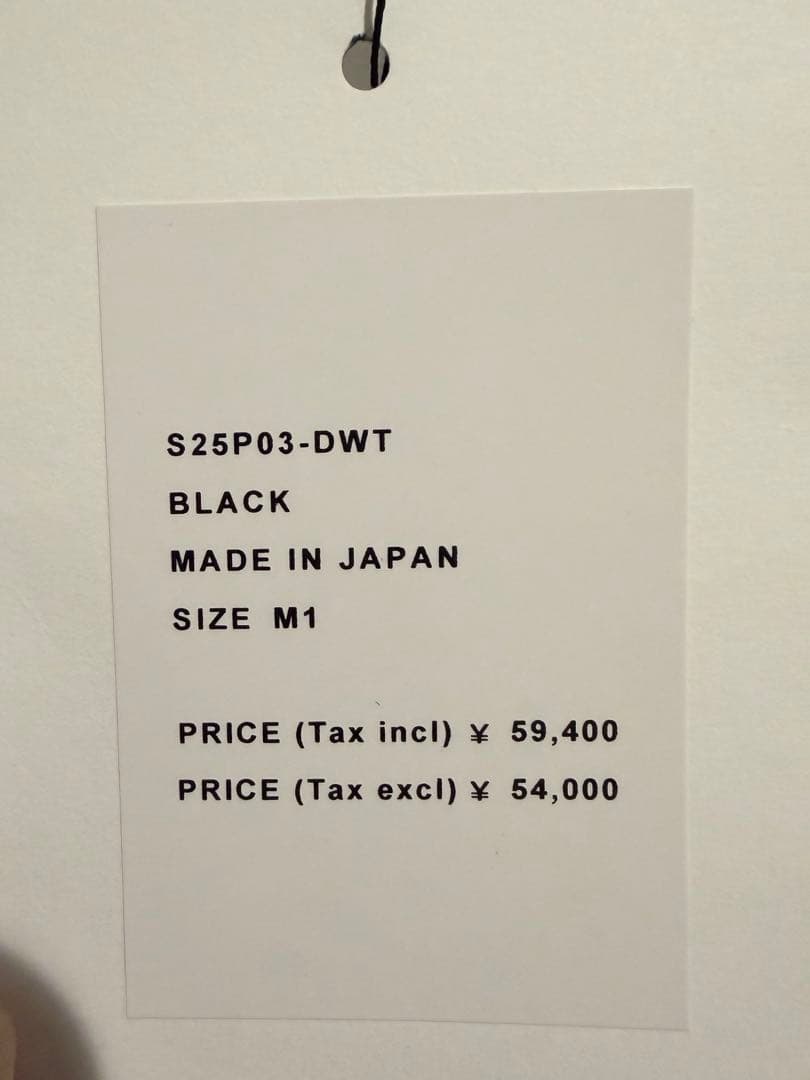 S25P03-DWT
BLACK
MADE IN JAPAN
SIZE M1
PRICE (Tax incl) ¥ 59,400
PRICE (Tax excl) ¥ 54,000